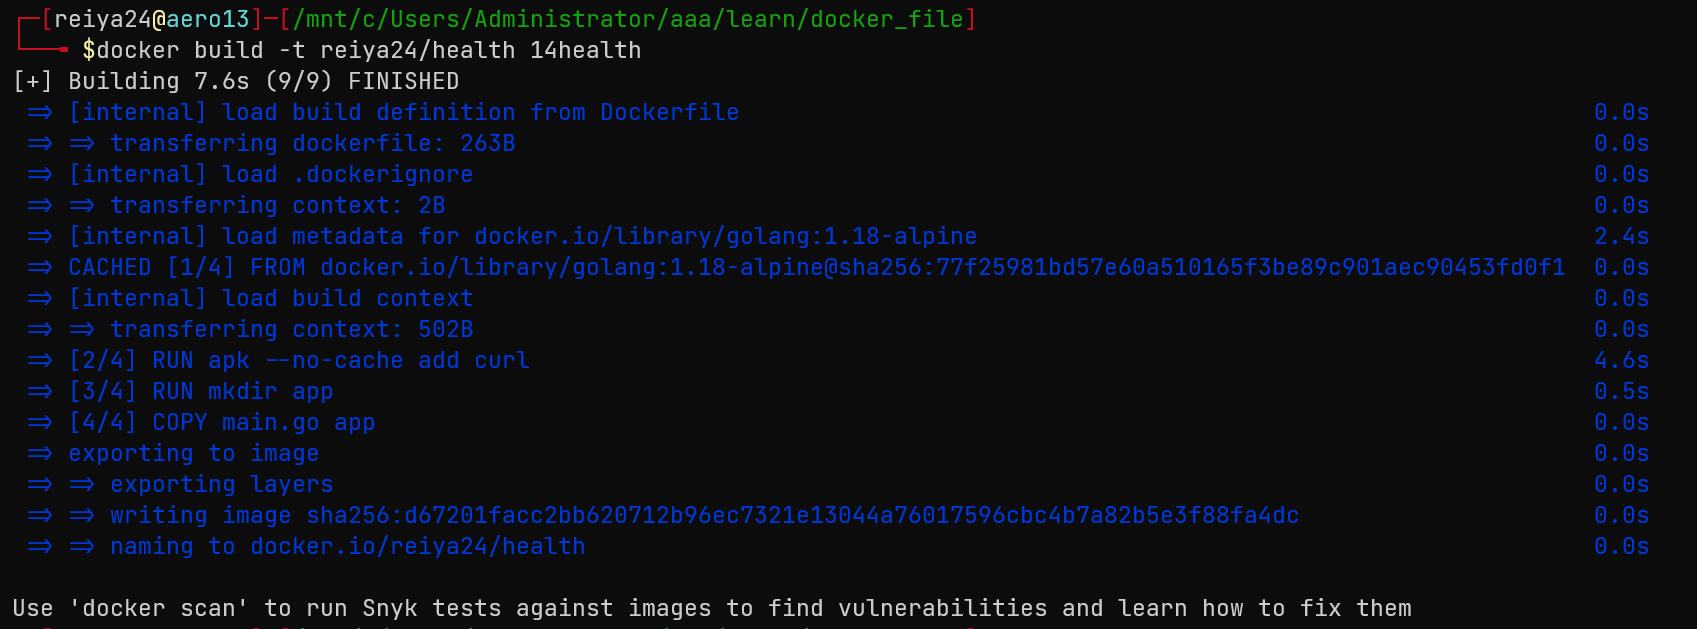 [reiya24@aero13]-[/mnt/c/Users/Administrator/aaa/learn/docker_file]
$docker build -t reiya24/health 14health
[+] Building 7.6s (9/9) FINISHED
=> [internal] load build definition from Dockerfile 0.0s
=> => transferring dockerfile: 263B 0.0s
=> [internal] load .dockerignore 0.0s
=> => transferring context: 2B 0.0s
=> [internal] load metadata for docker.io/library/golang:1.18-alpine 2.4s
=> CACHED [1/4] FROM docker.io/library/golang:1.18-alpine@sha256:77f25981bd57e60a510165f3be89c901aec90453fd0f1 0.0s
=> [internal] load build context 0.0s
=> => transferring context: 502B 0.0s
=> [2/4] RUN apk --no-cache add curl 4.6s
=> [3/4] RUN mkdir app 0.5s
=> [4/4] COPY main.go app 0.0s
=> exporting to image 0.0s
=> => exporting layers 0.0s
=> => writing image sha256:d67201facc2bb620712b96ec7321e13044a76017596cbc4b7a82b5e3f88fa4dc 0.0s
=> => naming to docker.io/reiya24/health 0.0s
Use 'docker scan' to run Snyk tests against images to find vulnerabilities and learn how to fix them